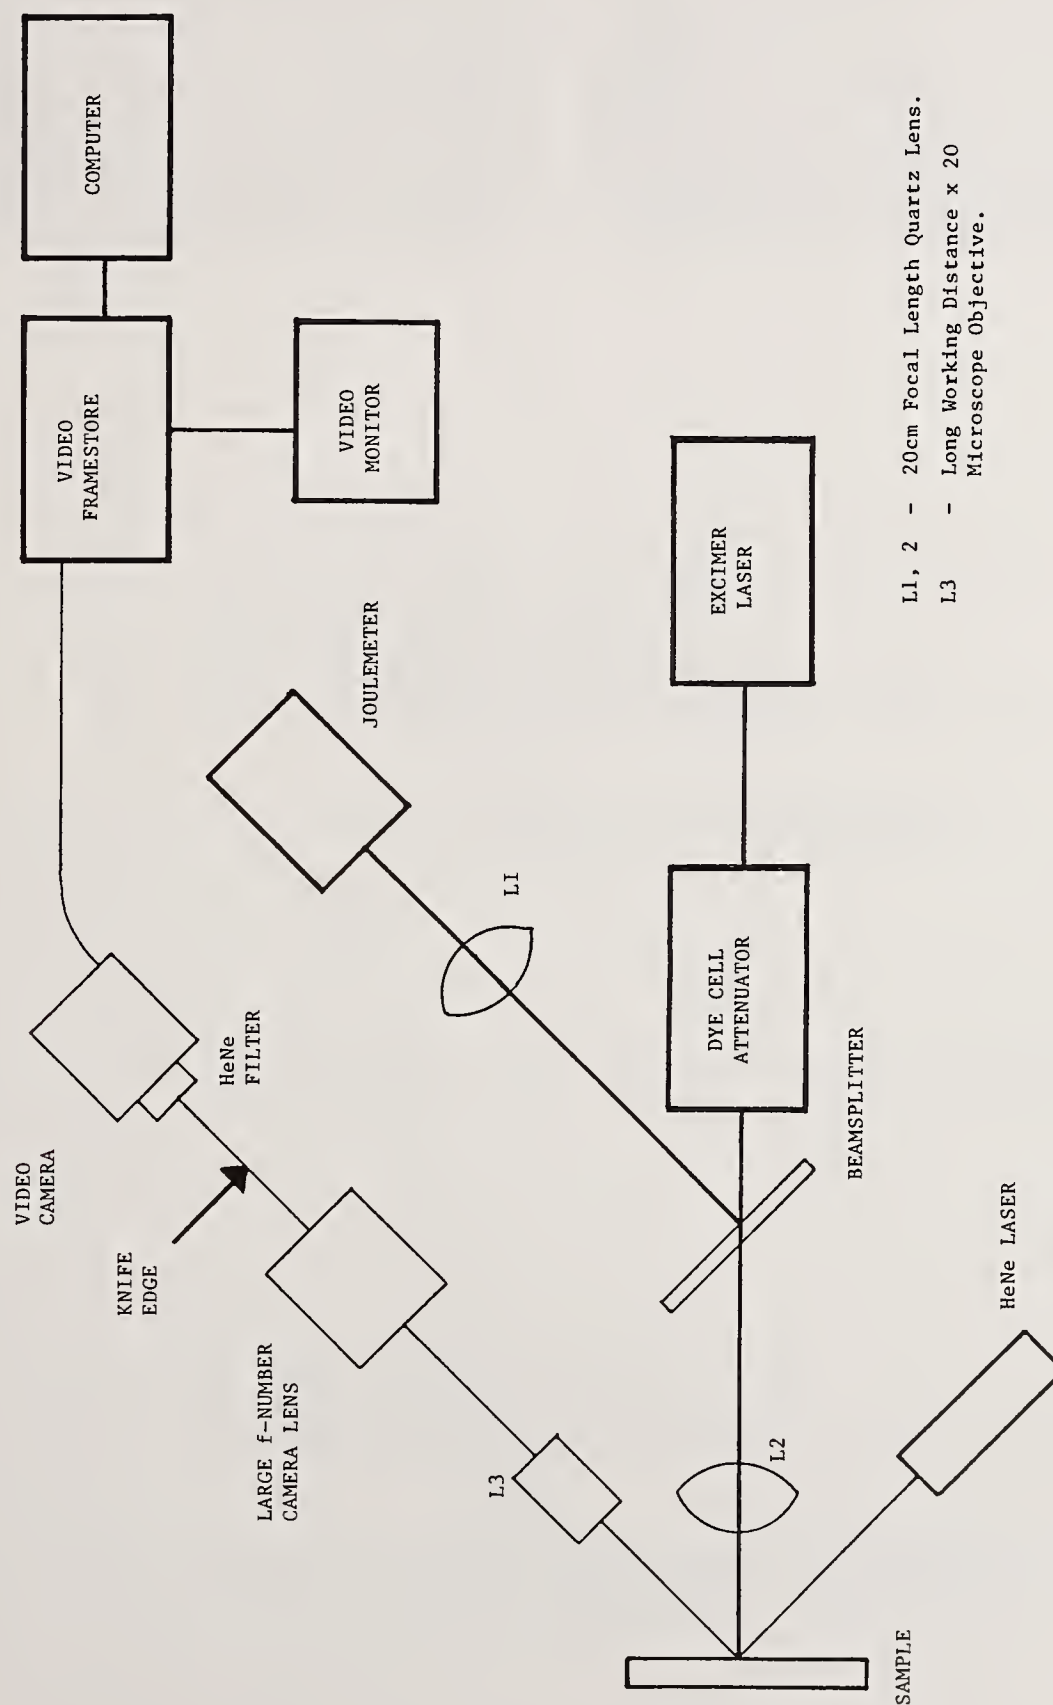 COMPUTER
VIDEO
FRAMESTORE
VIDEO
MONITOR
JOULEMETER
EXCIMER
LASER
L1
DYE CELL
ATTENUATOR
BEAMSPLITTER
VIDEO
CAMERA
HeNe
FILTER
KNIFE
EDGE
LARGE f-NUMBER
CAMERA LENS
L3
L2
HeNe LASER
SAMPLE
L1, 2 - 20cm Focal Length Quartz Lens.
L3 - Long Working Distance x 20
Microscope Objective.